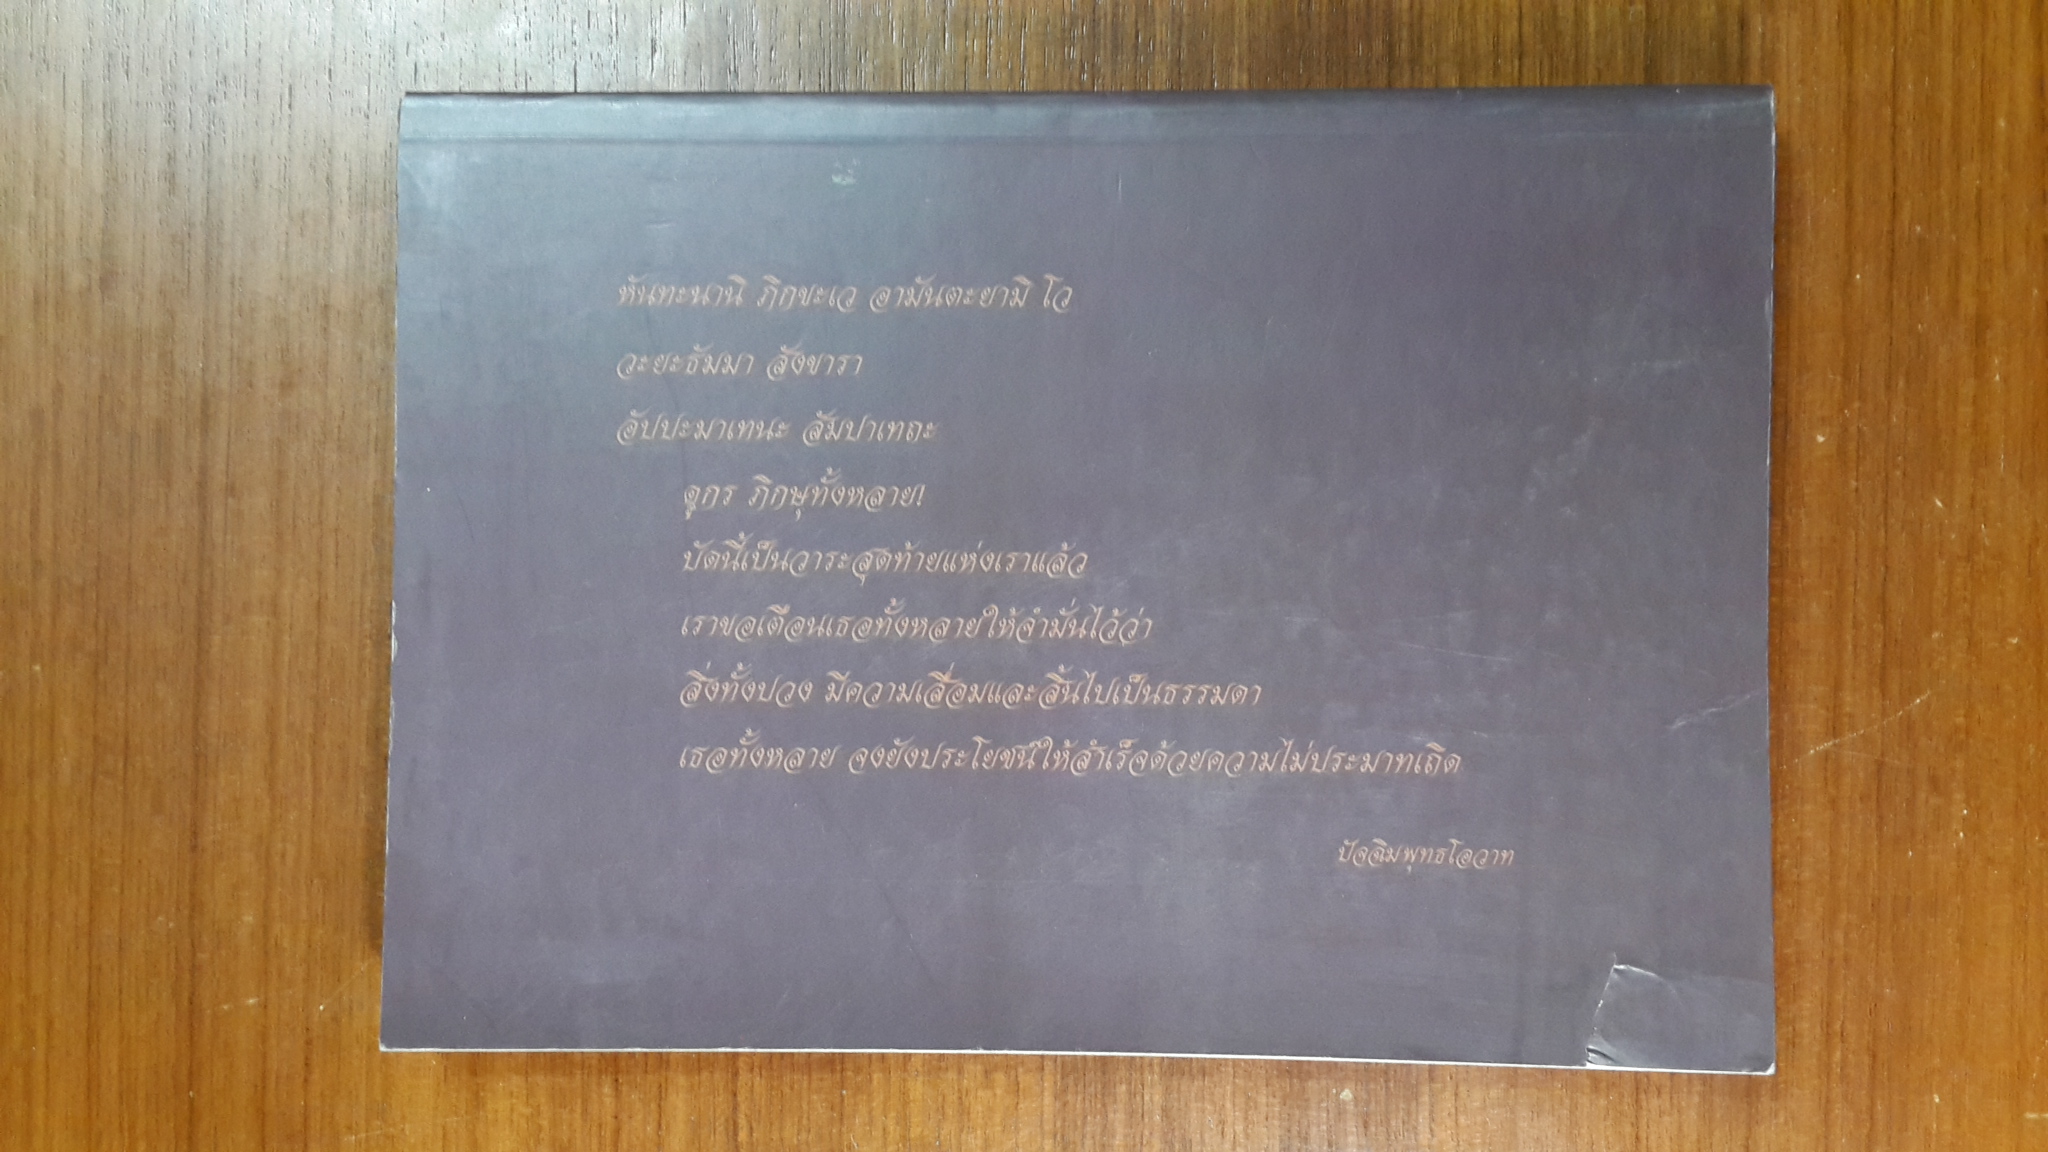 หันทะนานิ ภิกขะเว อามันตะยามิ โว
วะยะธัมมา สังขารา
อัปปะมาเทนะ สัมปาเทถะ
ดูกร ภิกษุทั้งหลาย!
บัดนี้เป็นวาระสุดท้ายแห่งเราแล้ว
เราขอเตือนเธอทั้งหลายให้จำมั่นไว้ว่า
สิ่งทั้งปวง มีความเสื่อมและสิ้นไปเป็นธรรมดา
เธอทั้งหลาย จงยังประโยชน์ให้สำเร็จด้วยความไม่ประมาทเถิด
ปัจฉิมพุทธโอวาท